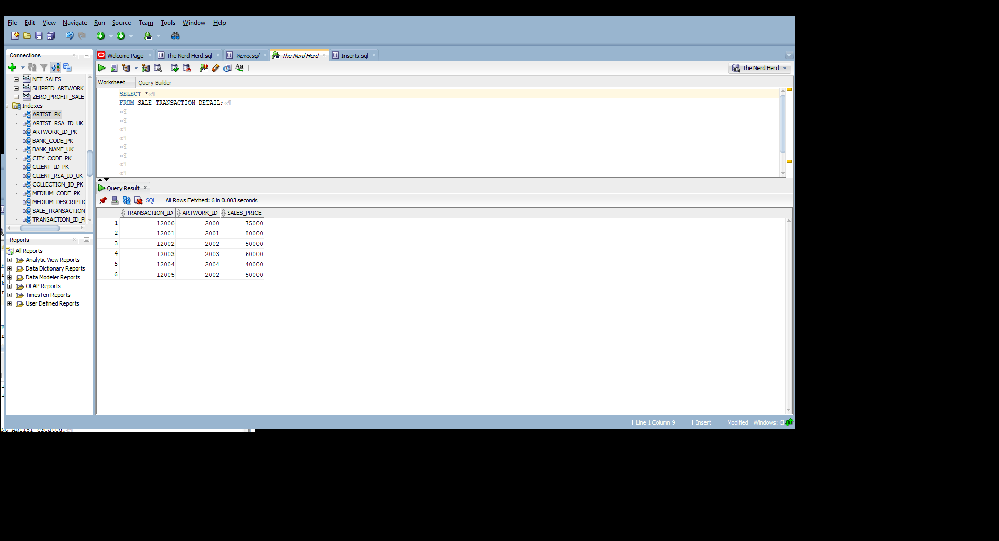 File Edit View Navigate Run Source Team Tools Window Help
Connections
NET_SALES
SHIPPED_ARTWORK
ZERO_PROFIT_SALE
Indexes
ARTIST_PK
ARTIST_RSA_ID_UK
ARTWORK_ID_PK
BANK_CODE_PK
BANK_NAME_UK
CITY_CODE_PK
CLIENT_ID_PK
CLIENT_RSA_ID_UK
COLLECTION_ID_PK
MEDIUM_CODE_PK
MEDIUM_DESCRIPTI
SALE_TRANSACTION
TRANSACTION_ID_P
Reports
All Reports
Analytic View Reports
Data Dictionary Reports
Data Modeler Reports
OLAP Reports
TimesTen Reports
User Defined Reports
Welcome Page The Nerd Herd.sql Views.sql The Nerd Herd Inserts.sql
The Nerd Herd
Worksheet Query Builder
SELECT *
FROM SALE_TRANSACTION_DETAIL;
Query Result
SQL All Rows Fetched: 6 in 0.003 seconds
TRANSACTION_ID ARTWORK_ID SALES_PRICE
1 12000 2000 75000
2 12001 2001 80000
3 12002 2002 50000
4 12003 2003 60000
5 12004 2004 40000
6 12005 2002 50000
Line 1 Column 9 Insert Modified Windows: C
NG ARTIST created.